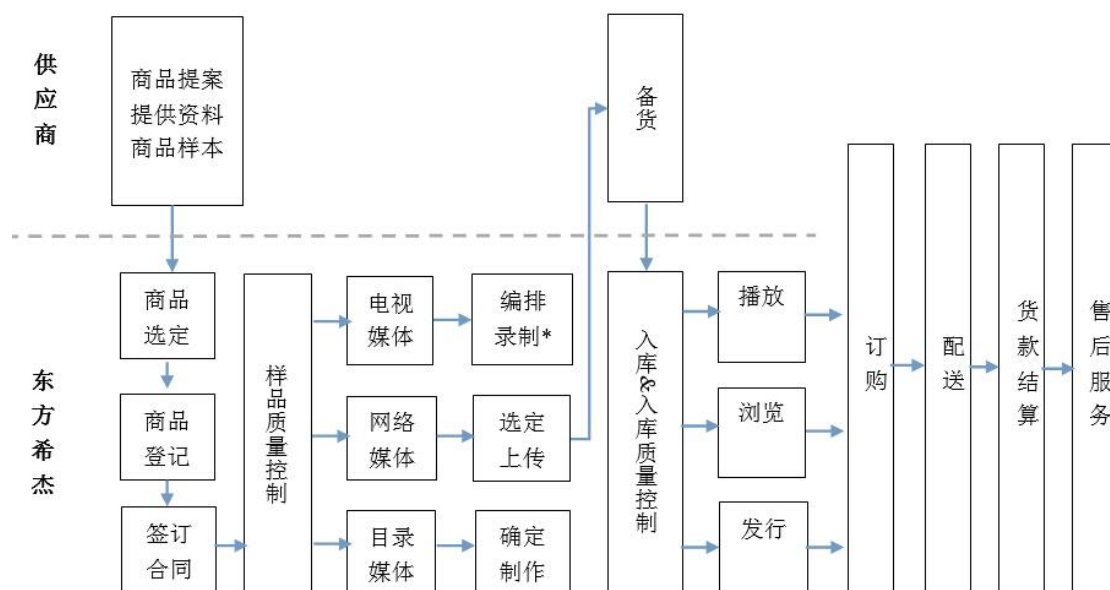 供应商
商品提案
提供资料
商品样本
备货
东方希杰
商品
选定
商品
登记
签订
合同
样品质量控制
电视
媒体
编排
录制*
网络
媒体
选定
上传
目录
媒体
确定
制作
入库&入库质量控制
播放
浏览
发行
订购
配送
货款结算
售后服务